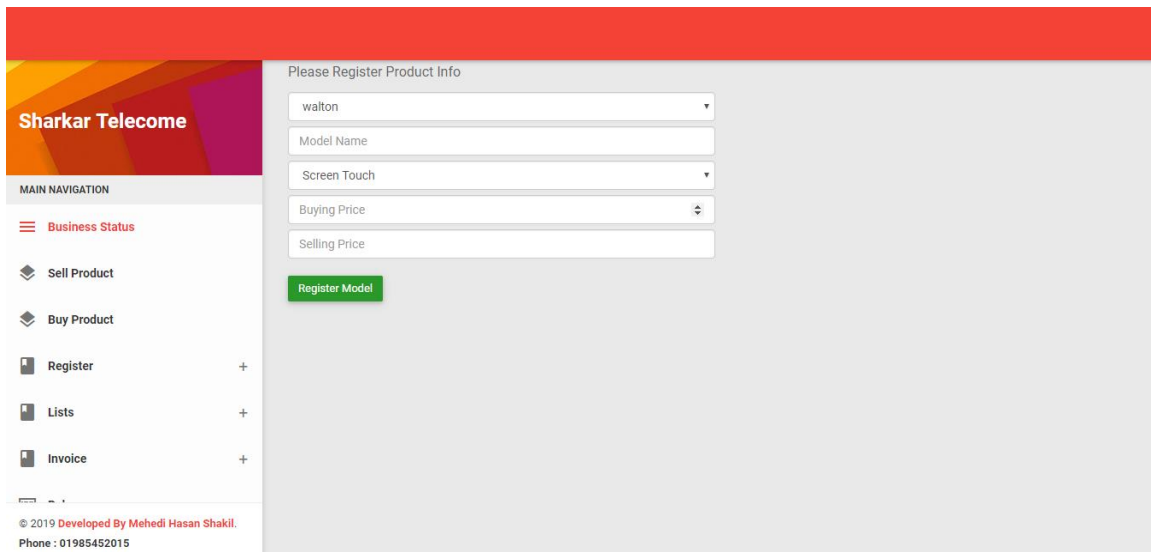 Please Register Product Info
Sharkar Telecome
walton
Model Name
Screen Touch
Buying Price
Selling Price
Register Model
MAIN NAVIGATION
Business Status
Sell Product
Buy Product
Register +
Lists +
Invoice +
© 2019 Developed By Mehedi Hasan Shakil.
Phone : 01985452015